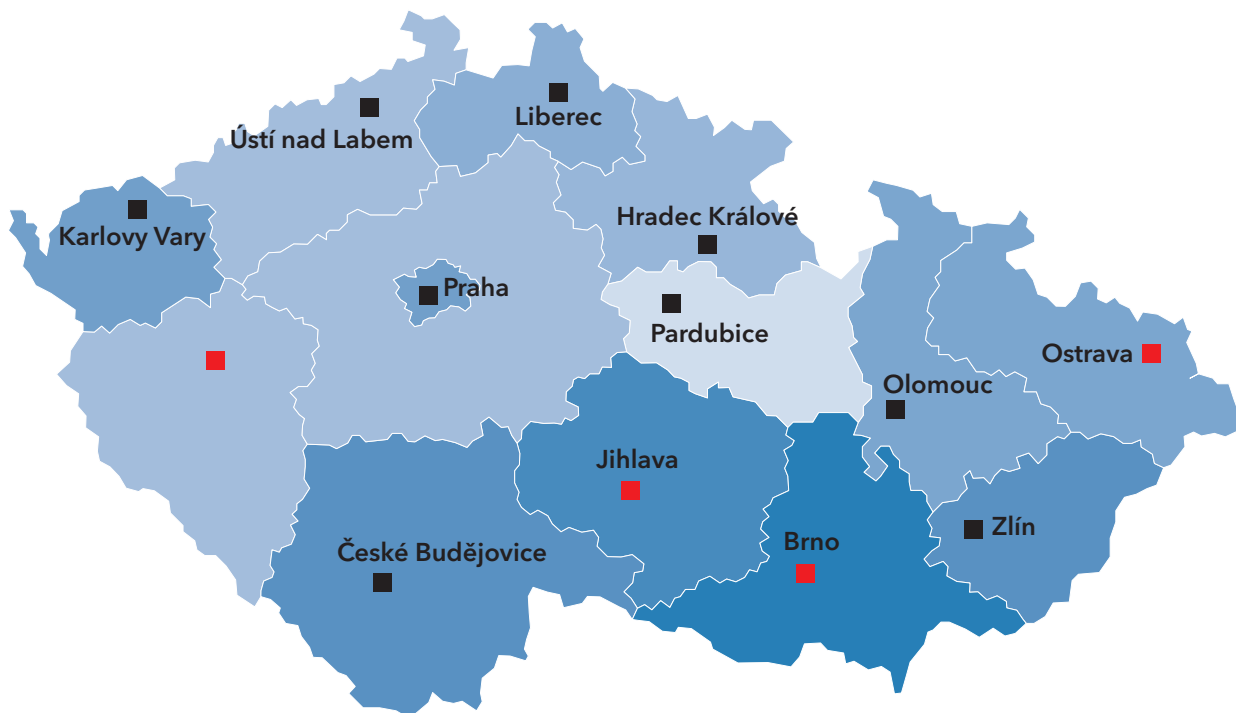 Liberec
Ústí nad Labem
Hradec Králové
Karlovy Vary
Praha
Pardubice
Ostrava
Olomouc
Jihlava
Zlín
Brno
České Budějovice